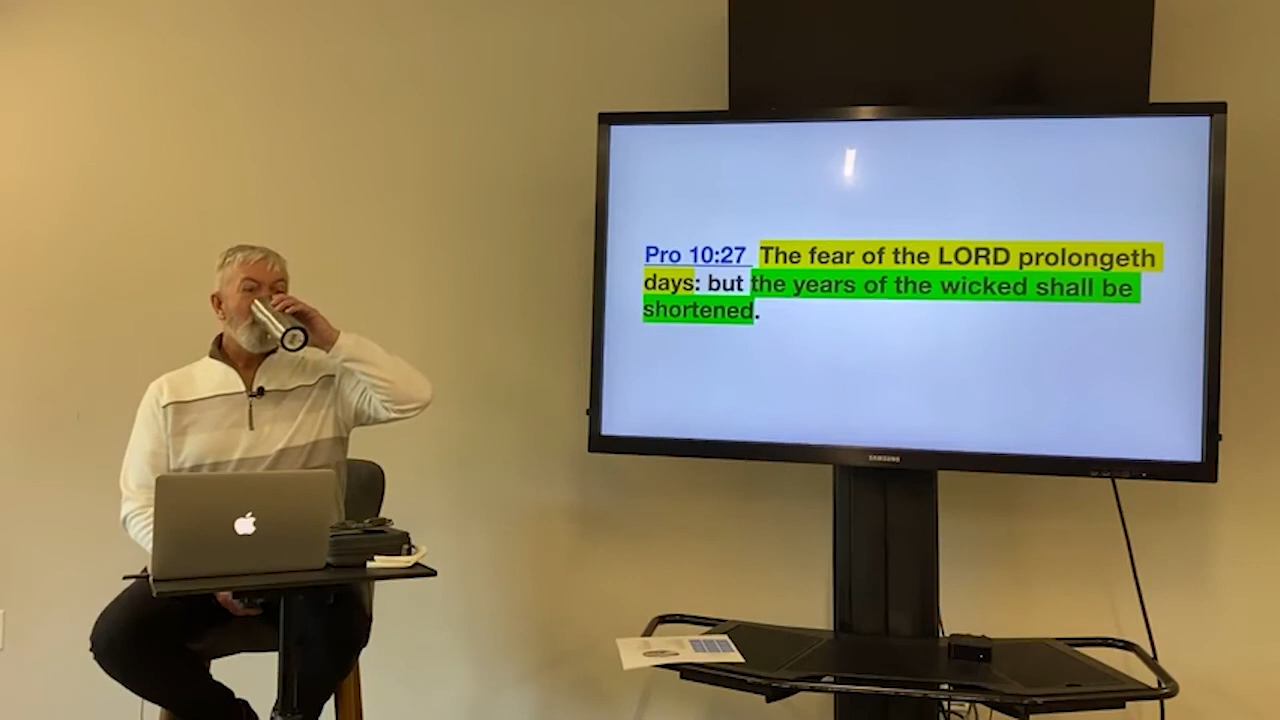 Pro 10:27 The fear of the LORD prolongeth
days: but the years of the wicked shall be
shortened.
SAMSUNG